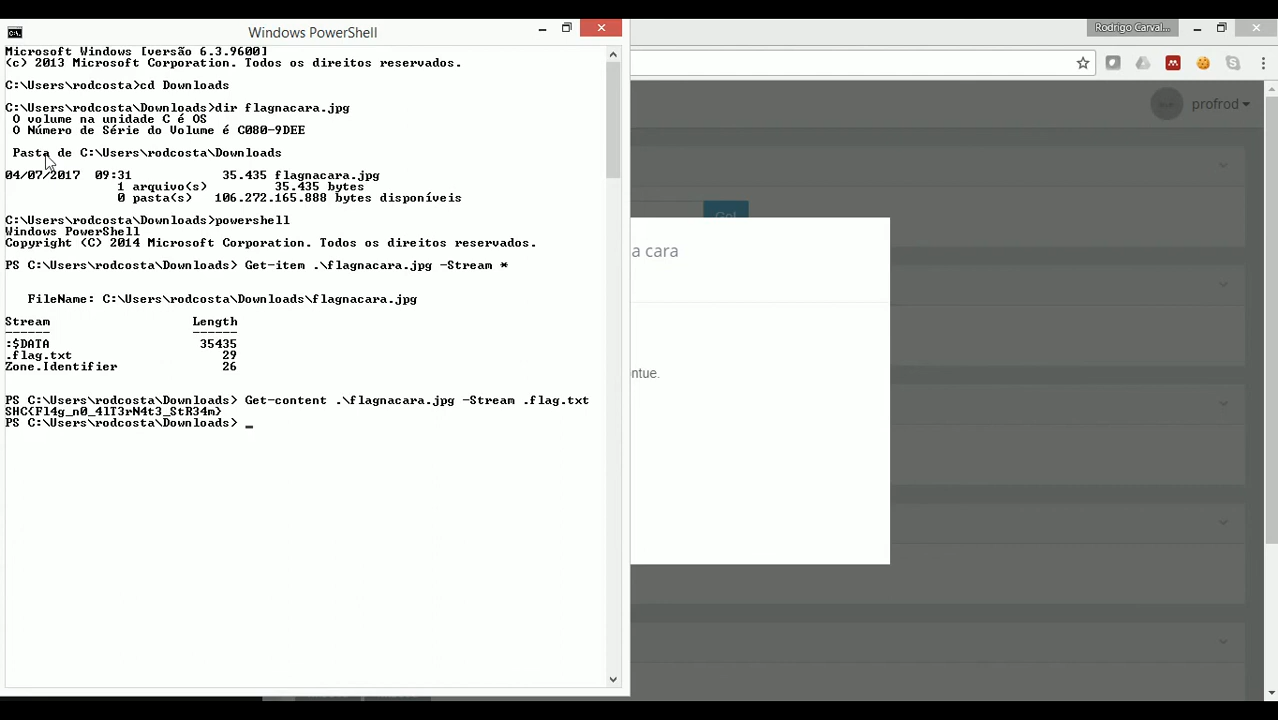 Windows PowerShell
Microsoft Windows [versão 6.3.9600]
(c) 2013 Microsoft Corporation. Todos os direitos reservados.
C:\Users\rodcosta>cd Downloads
C:\Users\rodcosta\Downloads>dir flagnacara.jpg
O volume na unidade C é OS
O Número de Série do Volume é C080-9DEE
Pasta de C:\Users\rodcosta\Downloads
04/07/2017 09:31 35.435 flagnacara.jpg
1 arquivo(s) 35.435 bytes
0 pasta(s) 106.272.165.888 bytes disponíveis
C:\Users\rodcosta\Downloads>powershell
Windows PowerShell
Copyright (C) 2014 Microsoft Corporation. Todos os direitos reservados.
PS C:\Users\rodcosta\Downloads> Get-item .\flagnacara.jpg -Stream *
FileName: C:\Users\rodcosta\Downloads\flagnacara.jpg
Stream Length
------ ------
:$DATA 35435
.flag.txt 29
Zone.Identifier 26
PS C:\Users\rodcosta\Downloads> Get-content .\flagnacara.jpg -Stream .flag.txt
SHC{Fl4g_n0_4lT3rN4t3_StR34m}
PS C:\Users\rodcosta\Downloads> _
Rodrigo Carval...
profrod
Go!
a cara
ntue.